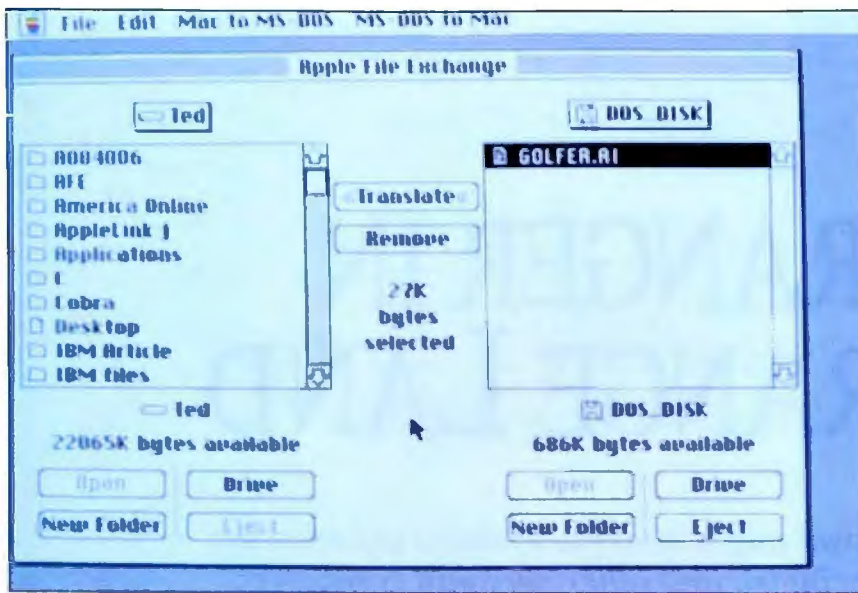 File Edit Mac to MS-DOS MS-DOS to Mac
Apple File Exchange
Ted
DOS_DISK
A084006
AFE
America Online
AppleLink
Applications
C
Cobra
Desktop
IBM Article
IBM files
Translate
Remove
27K
bytes
selected
GOLFER.AI
Ted
22065K bytes available
Open Drive
New Folder Eject
DOS_DISK
686K bytes available
Open Drive
New Folder Eject